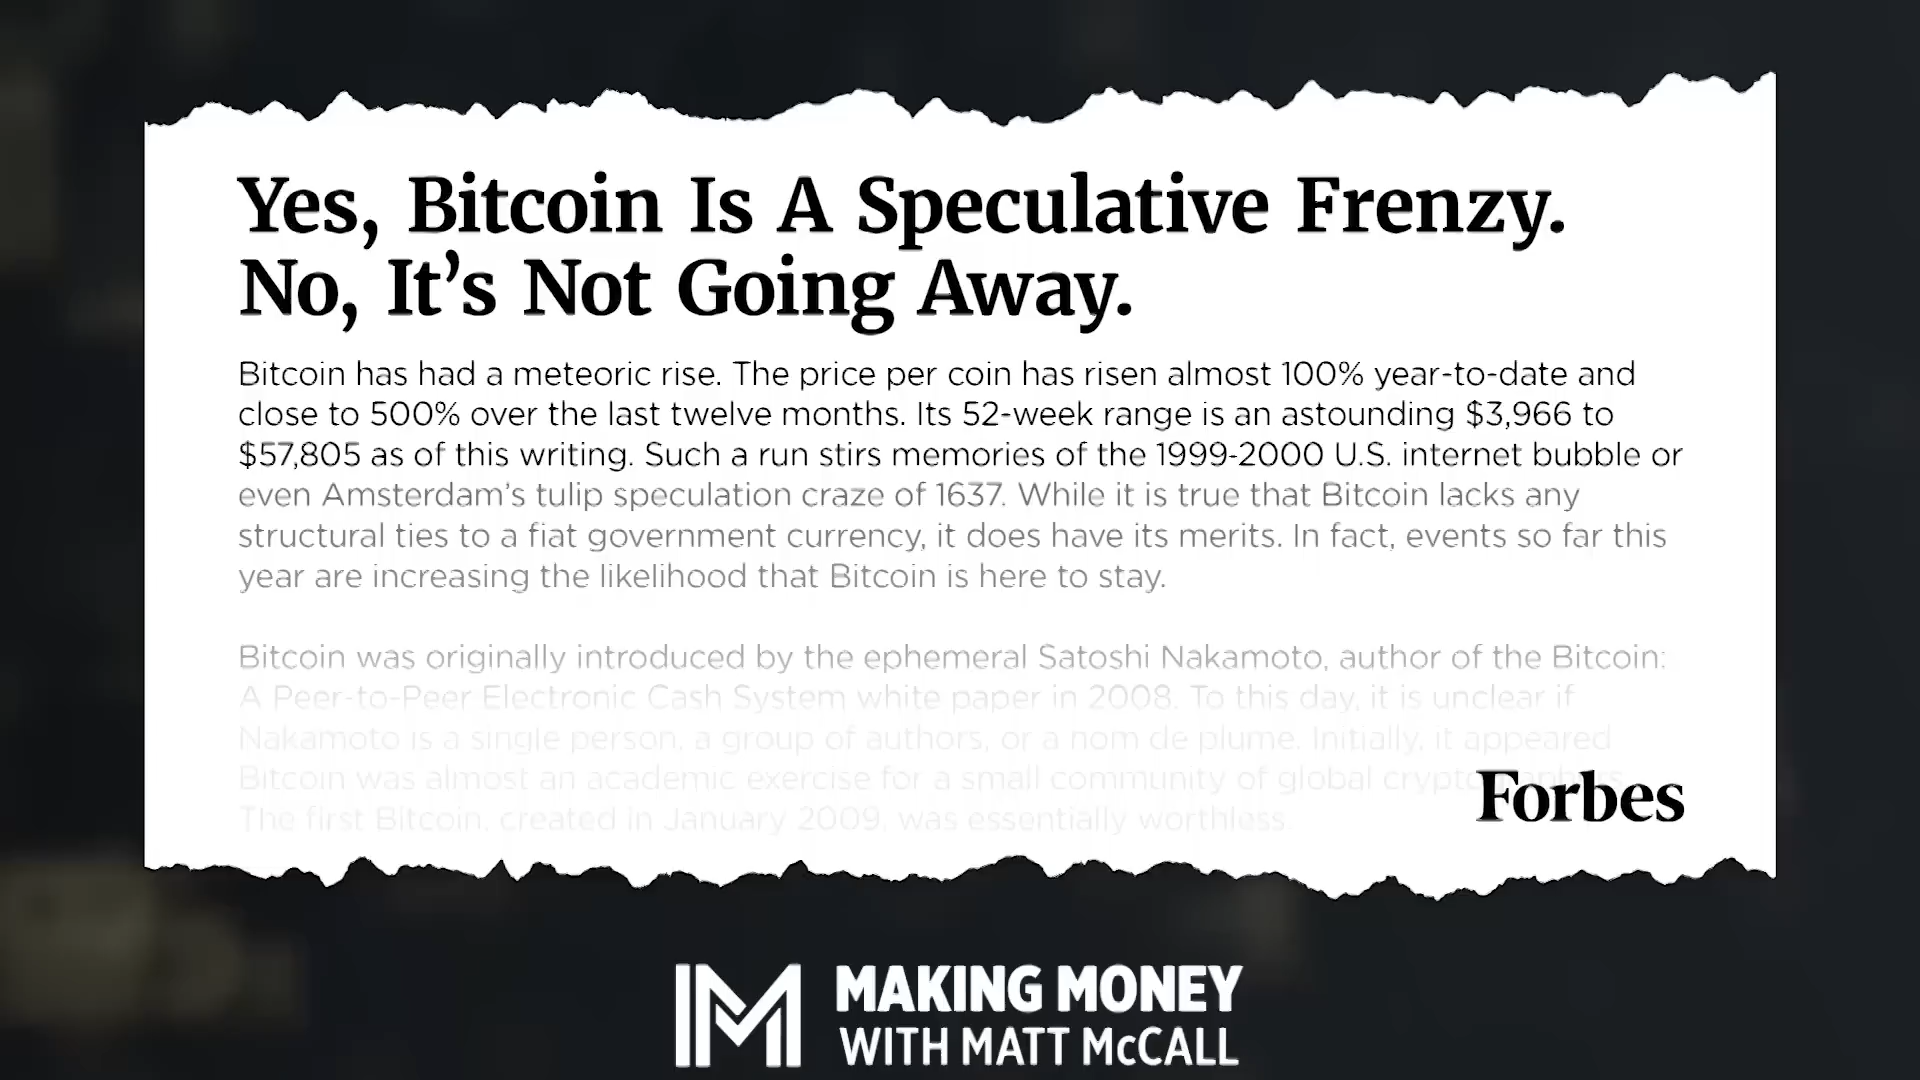 Yes, Bitcoin Is A Speculative Frenzy.
No, It’s Not Going Away.
Bitcoin has had a meteoric rise. The price per coin has risen almost 100% year-to-date and
close to 500% over the last twelve months. Its 52-week range is an astounding $3,966 to
$57,805 as of this writing. Such a run stirs memories of the 1999-2000 U.S. internet bubble or
even Amsterdam’s tulip speculation craze of 1637. While it is true that Bitcoin lacks any
structural ties to a fiat government currency, it does have its merits. In fact, events so far this
year are increasing the likelihood that Bitcoin is here to stay.
Bitcoin was originally introduced by the ephemeral Satoshi Nakamoto, author of the Bitcoin:
A Peer-to-Peer Electronic Cash System white paper in 2008. To this day, it is unclear if
Nakamoto is a single person, a group of authors, or a nom de plume. Initially, it appeared
Bitcoin was almost an academic exercise for a small community of global
The first Bitcoin, created in January 2009, was essentially worthless.
Forbes
MAKING MONEY
WITH MATT McCALL